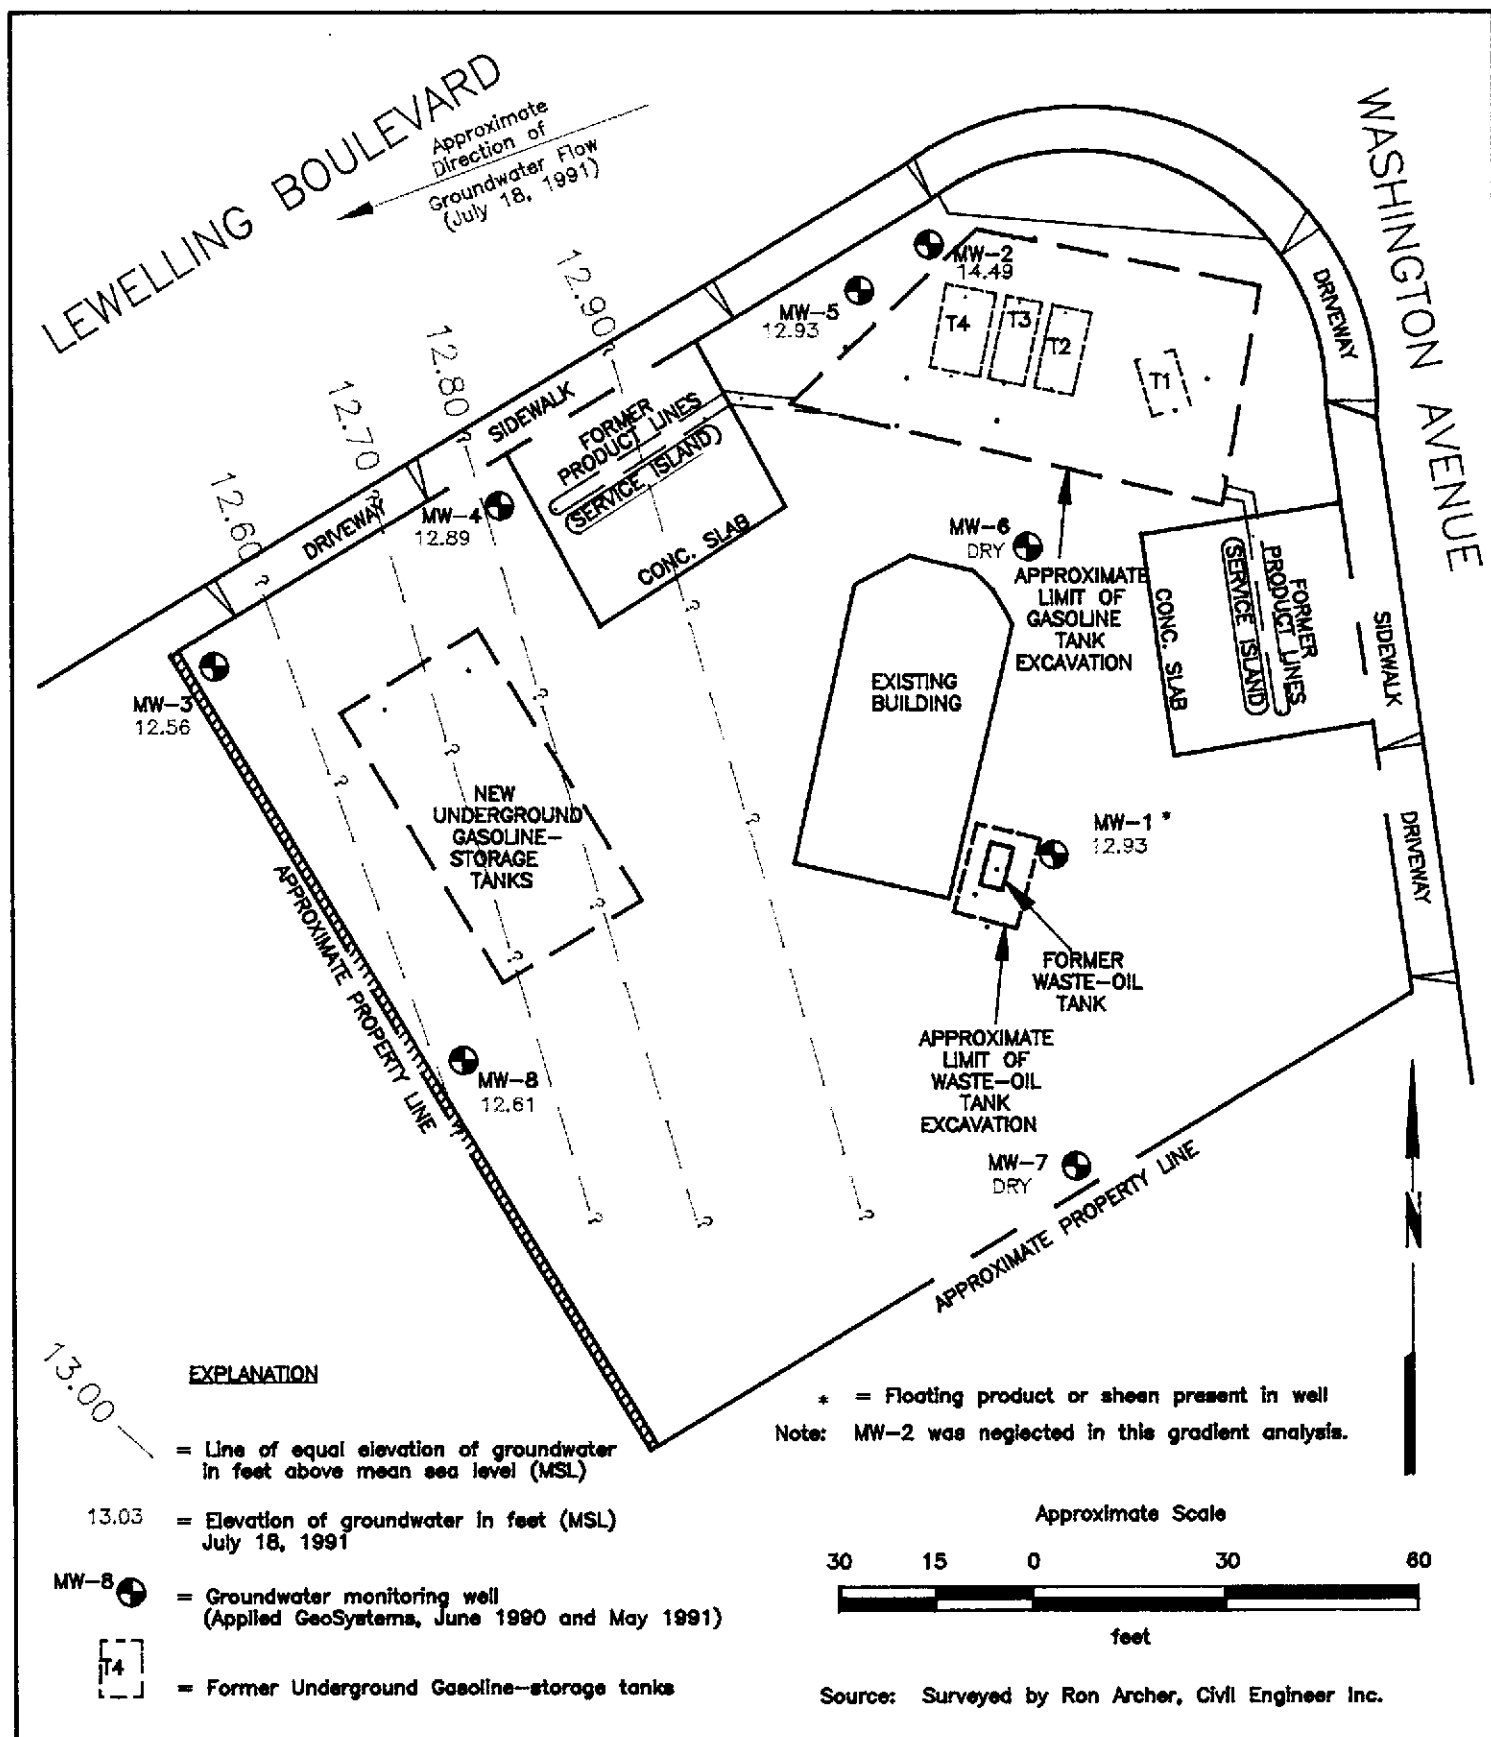 LEWELLING BOULEVARD
Approximate
Direction of
Groundwater Flow
(July 18, 1991)
WASHINGTON AVENUE
12.90
12.80
12.70
12.60
MW-2
14.49
MW-5
12.93
T4
T3
T2
T1
DRIVEWAY
SIDEWALK
FORMER
PRODUCT LINES
(SERVICE ISLAND)
CONC. SLAB
DRIVEWAY
MW-4
12.89
MW-6
DRY
APPROXIMATE
LIMIT OF
GASOLINE
TANK
EXCAVATION
FORMER
PRODUCT LINES
(SERVICE ISLAND)
CONC. SLAB
SIDEWALK
MW-3
12.56
EXISTING
BUILDING
NEW
UNDERGROUND
GASOLINE-
STORAGE
TANKS
MW-1 *
12.93
DRIVEWAY
FORMER
WASTE-OIL
TANK
APPROXIMATE
LIMIT OF
WASTE-OIL
TANK
EXCAVATION
APPROXIMATE PROPERTY LINE
MW-8
12.61
MW-7
DRY
APPROXIMATE PROPERTY LINE
N
EXPLANATION
13.00
= Line of equal elevation of groundwater
in feet above mean sea level (MSL)
13.03 = Elevation of groundwater in feet (MSL)
July 18, 1991
MW-8 = Groundwater monitoring well
(Applied GeoSystems, June 1990 and May 1991)
T4 = Former Underground Gasoline-storage tanks
* = Floating product or sheen present in well
Note: MW-2 was neglected in this gradient analysis.
Approximate Scale
30 15 0 30 60
feet
Source: Surveyed by Ron Archer, Civil Engineer Inc.